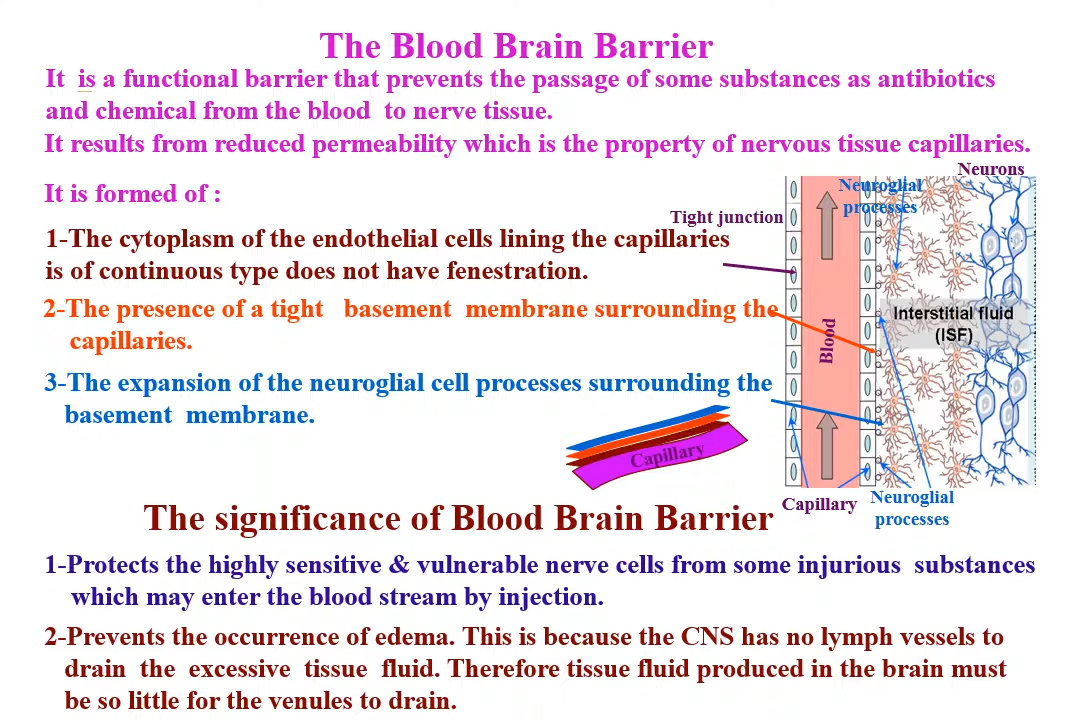 The Blood Brain Barrier
It is a functional barrier that prevents the passage of some substances as antibiotics
and chemical from the blood to nerve tissue.
It results from reduced permeability which is the property of nervous tissue capillaries.
It is formed of :
1-The cytoplasm of the endothelial cells lining the capillaries
is of continuous type does not have fenestration.
2-The presence of a tight basement membrane surrounding the
capillaries.
3-The expansion of the neuroglial cell processes surrounding the
basement membrane.
Capillary
Neurons
Neuroglial
processes
Tight junction
Interstitial fluid
(ISF)
Blood
Capillary
Neuroglial
processes
The significance of Blood Brain Barrier
1-Protects the highly sensitive & vulnerable nerve cells from some injurious substances
which may enter the blood stream by injection.
2-Prevents the occurrence of edema. This is because the CNS has no lymph vessels to
drain the excessive tissue fluid. Therefore tissue fluid produced in the brain must
be so little for the venules to drain.